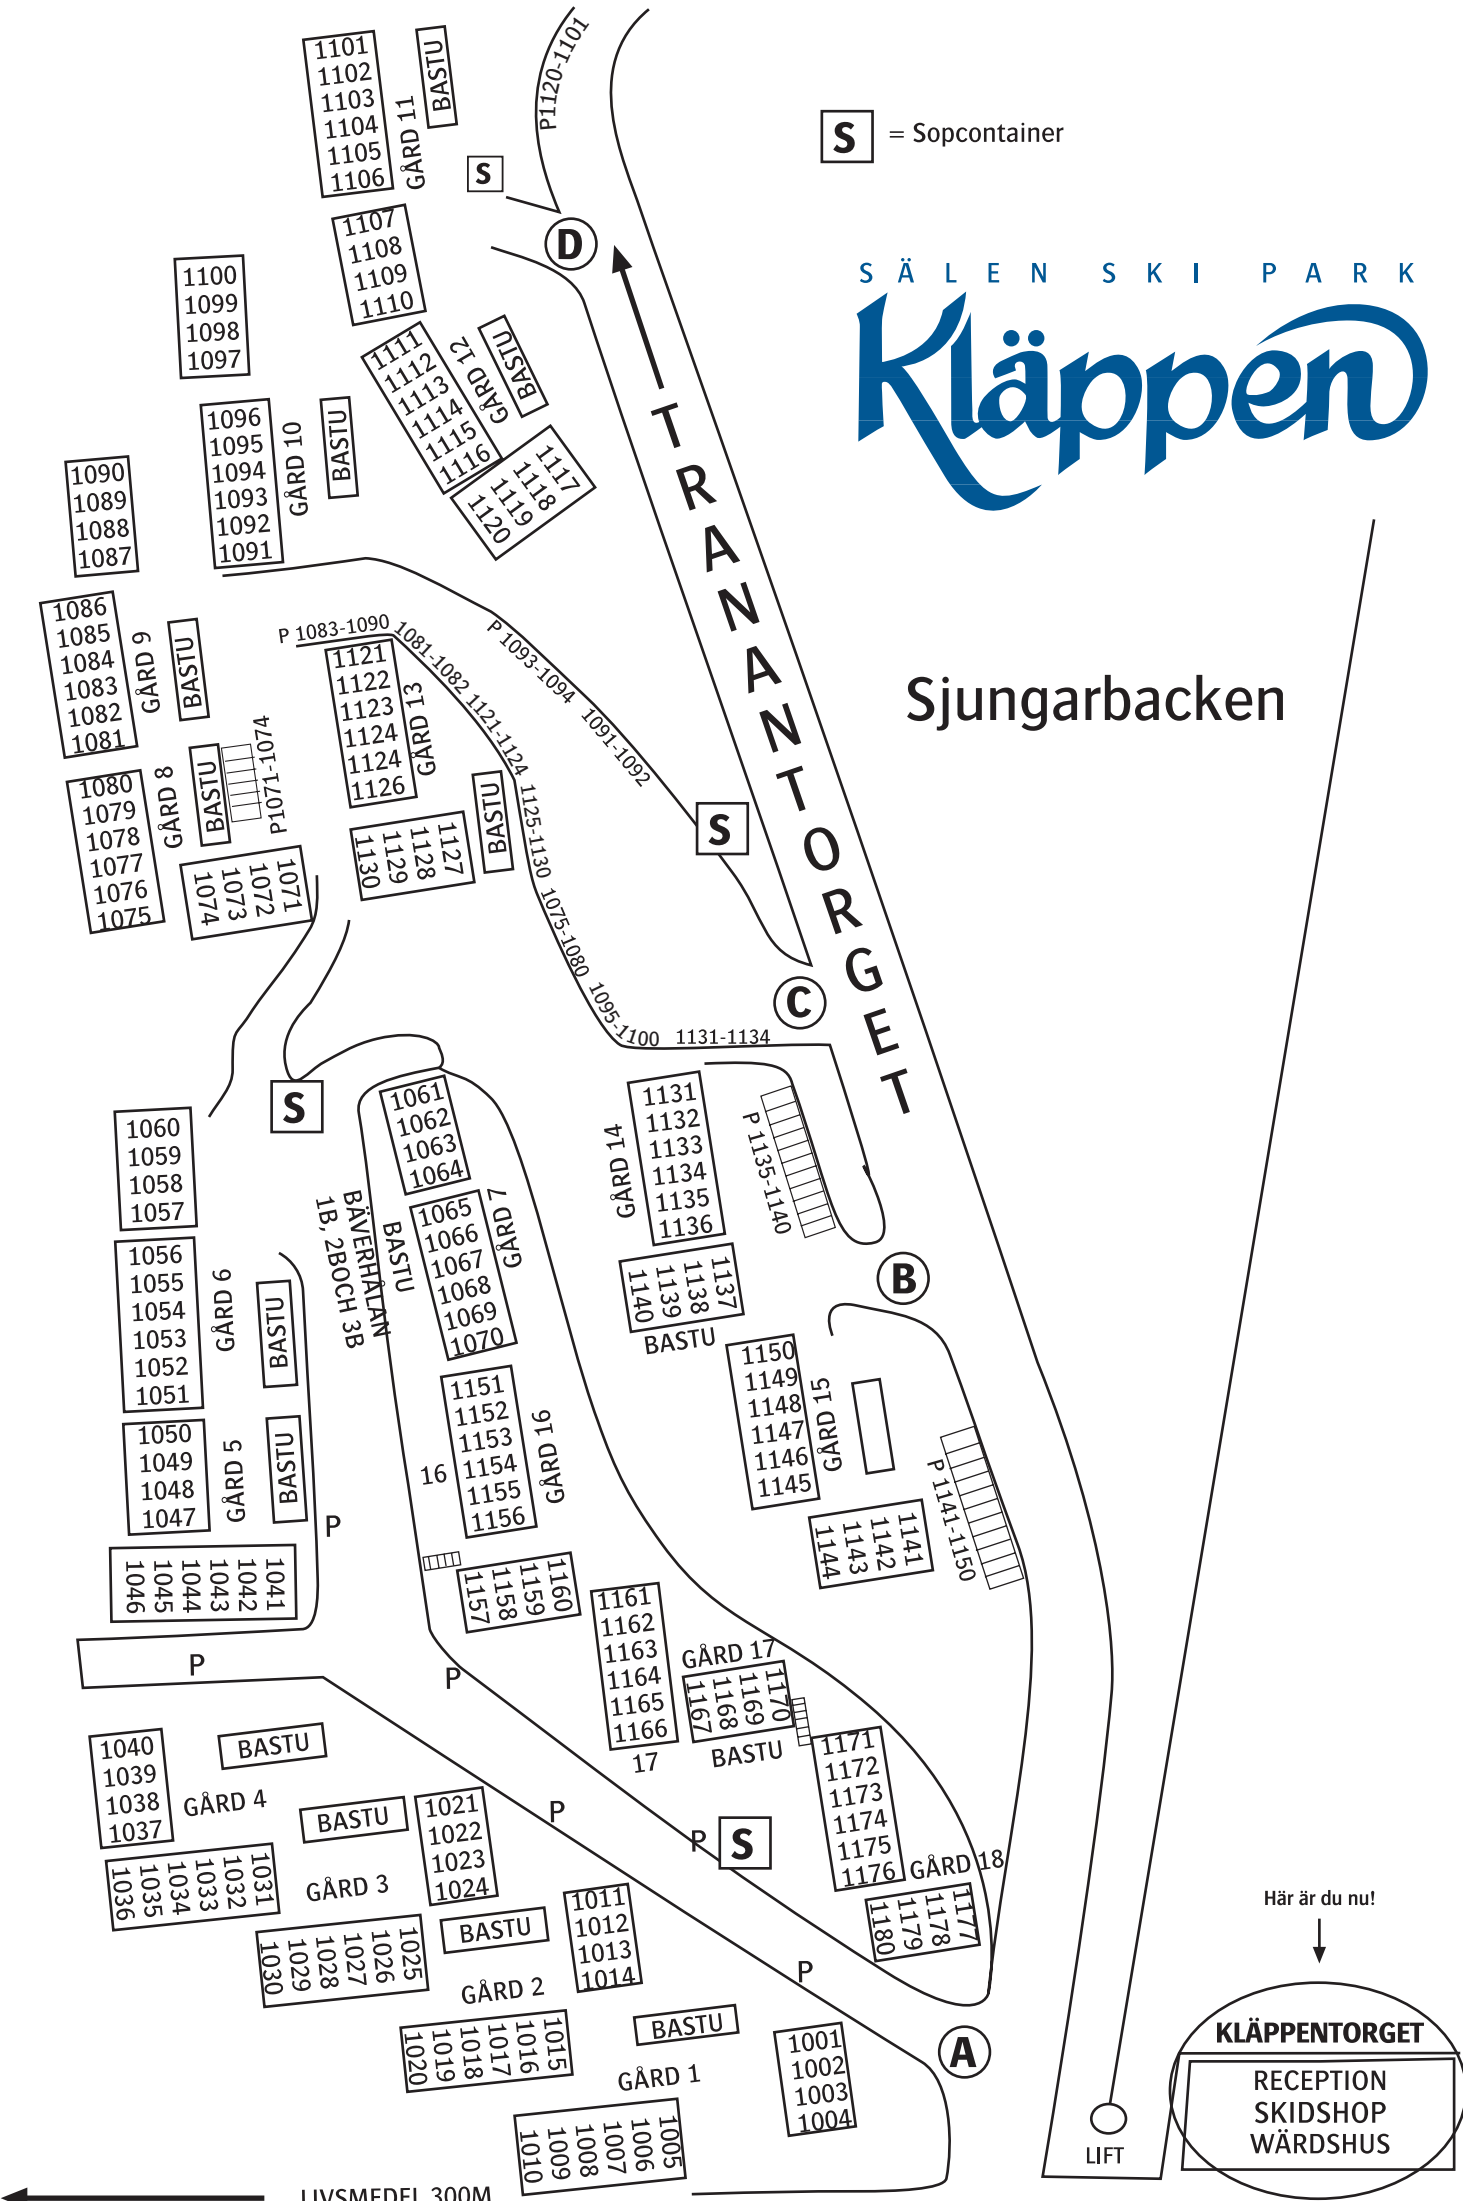 S = Sopcontainer
SÄLEN SKI PARK
Kläppen
Sjungarbacken
TRANANTORGET
P1120-1101
1101
1102
1103
1104
1105
1106
GÅRD 11
BASTU
S
D
1107
1108
1109
1110
1111
1112
1113
1114
1115
1116
GÅRD 12
BASTU
1117
1118
1119
1120
1100
1099
1098
1097
1096
1095
1094
1093
1092
1091
GÅRD 10
BASTU
1090
1089
1088
1087
1086
1085
1084
1083
1082
1081
GÅRD 9
BASTU
P 1083-1090
1081-1082
1121-1124
1125-1130
1075-1080
1095-1100
1131-1134
P 1093-1094
1091-1092
S
C
1121
1122
1123
1124
1124
1126
GÅRD 13
BASTU
1127
1128
1129
1130
1080
1079
1078
1077
1076
1075
GÅRD 8
BASTU
P1071-1074
1071
1072
1073
1074
S
1060
1059
1058
1057
1056
1055
1054
1053
1052
1051
GÅRD 6
BASTU
1050
1049
1048
1047
GÅRD 5
BASTU
P
1046
1045
1044
1043
1042
1041
P
1061
1062
1063
1064
1065
1066
1067
1068
1069
1070
GÅRD 7
BASTU
BÄVERHÅLAN
1B, 2BOCH 3B
1131
1132
1133
1134
1135
1136
GÅRD 14
P 1135-1140
1137
1138
1139
1140
BASTU
B
1150
1149
1148
1147
1146
1145
GÅRD 15
P 1141-1150
1141
1142
1143
1144
1151
1152
1153
1154
1155
1156
GÅRD 16
16
1157
1158
1159
1160
P
1161
1162
1163
1164
1165
1166
17
GÅRD 17
1167
1168
1169
1170
BASTU
1171
1172
1173
1174
1175
1176
GÅRD 18
1177
1178
1179
1180
P
S
P
P
A
1040
1039
1038
1037
BASTU
GÅRD 4
1036
1035
1034
1033
1032
1031
BASTU
GÅRD 3
1021
1022
1023
1024
1030
1029
1028
1027
1026
1025
BASTU
GÅRD 2
1011
1012
1013
1014
1020
1019
1018
1017
1016
1015
BASTU
GÅRD 1
1001
1002
1003
1004
1010
1009
1008
1007
1006
1005
LIVSMEDEL 300M
LIFT
Här är du nu!
KLÄPPENTORGET
RECEPTION
SKIDSHOP
WÄRDSHUS